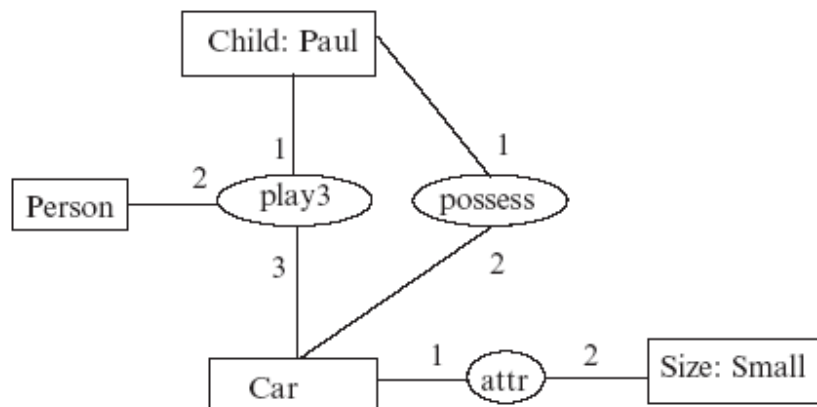 Child: Paul
1
1
2
Person
play3
possess
3
2
Car
1
attr
2
Size: Small